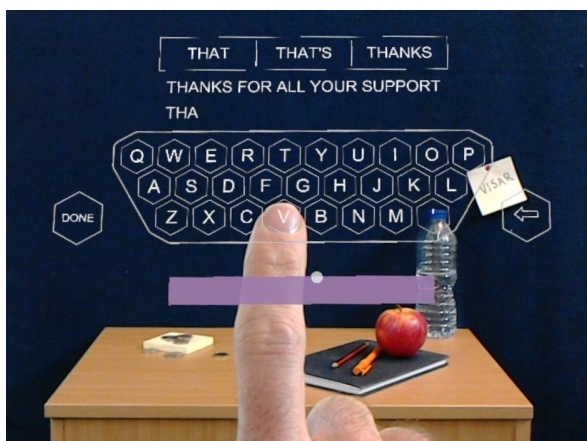 THAT THAT'S THANKS
THANKS FOR ALL YOUR SUPPORT
THA
Q W E R T Y U I O P
A S D F G H J K L
VISAR
DONE
Z X C V B N M